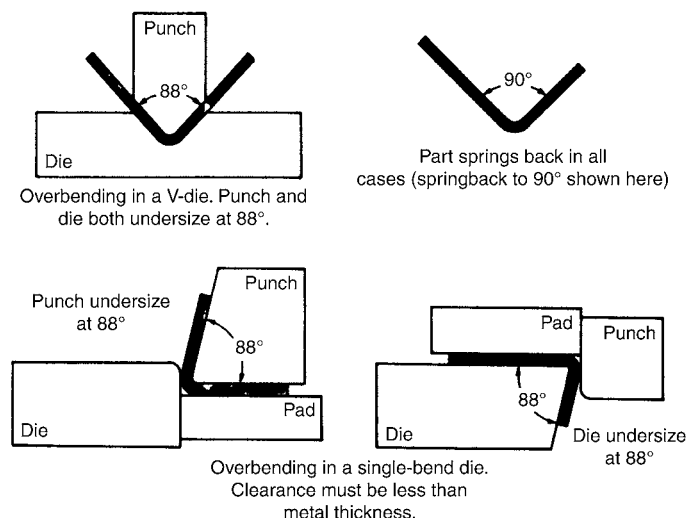 Punch
88°
Die
Overbending in a V-die. Punch and
die both undersize at 88°.
90°
Part springs back in all
cases (springback to 90° shown here)
Punch undersize
at 88°
Punch
88°
Die
Pad
Pad
Punch
88°
Die
Die undersize
at 88°
Overbending in a single-bend die.
Clearance must be less than
metal thickness.